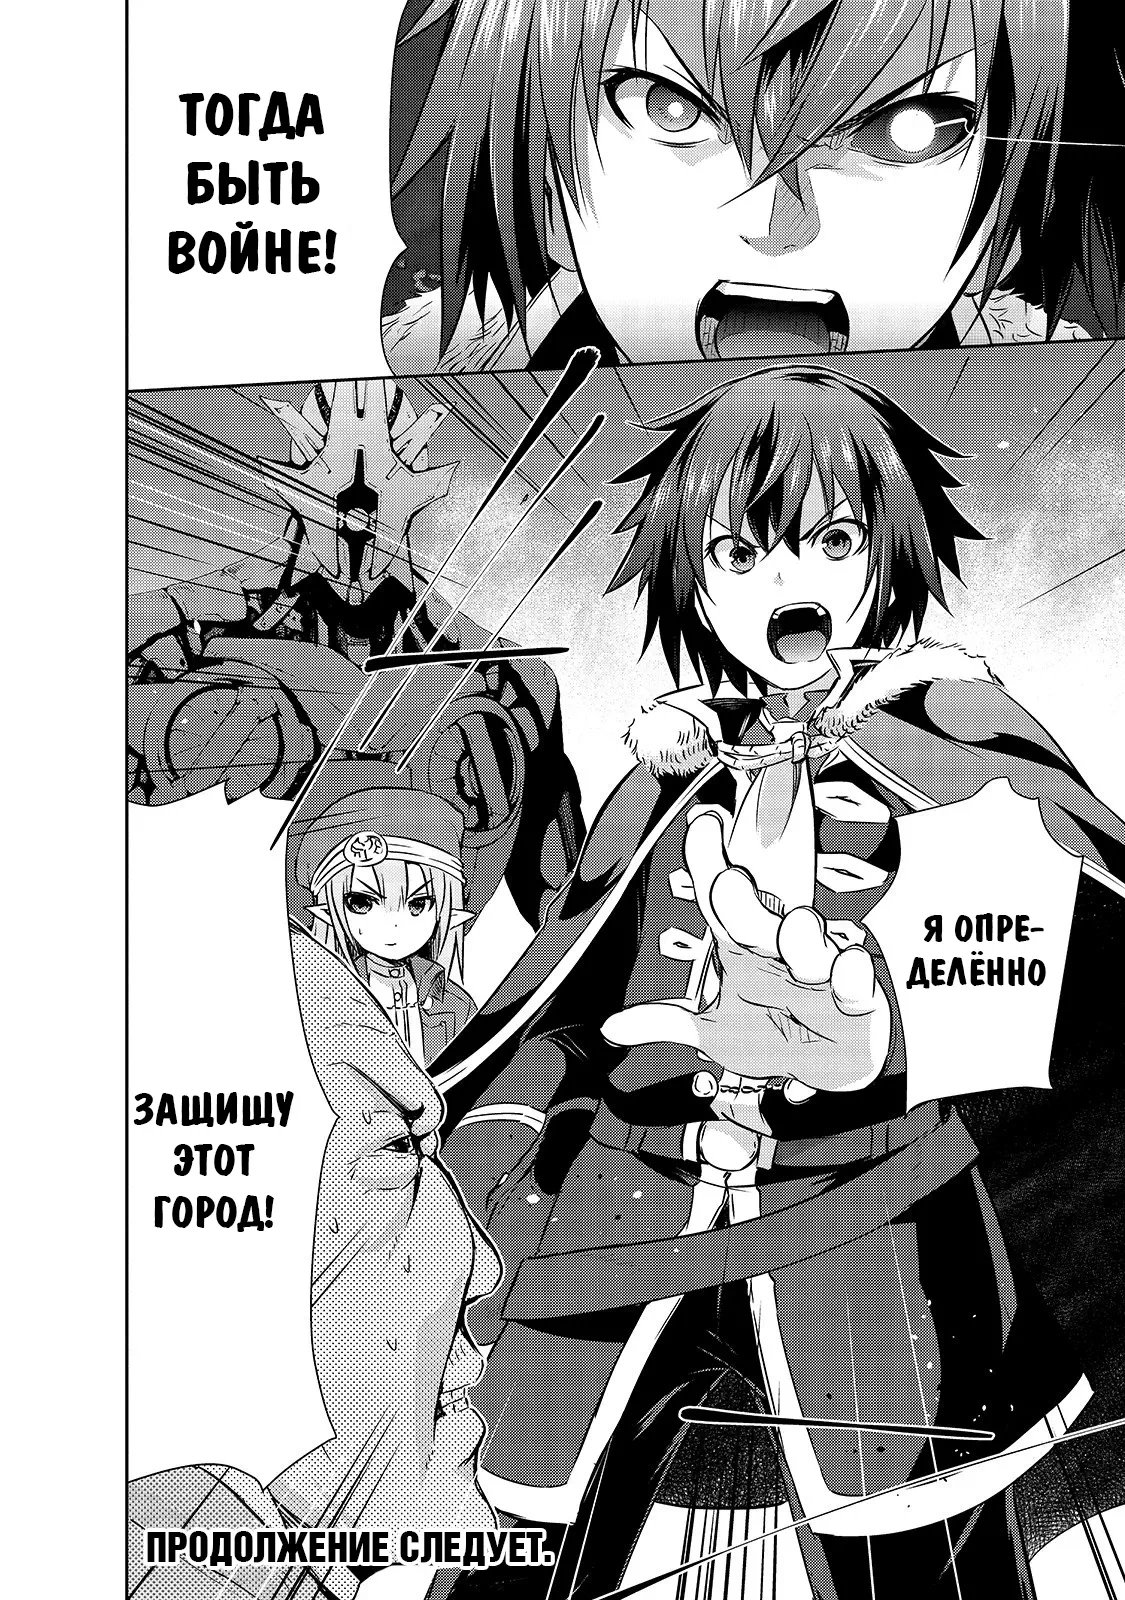 ТОГДА
БЫТЬ
ВОЙНЕ!
Я ОПРЕ-
ДЕЛЁННО
ЗАЩИЩУ
ЭТОТ
ГОРОД!
ПРОДОЛЖЕНИЕ СЛЕДУЕТ.